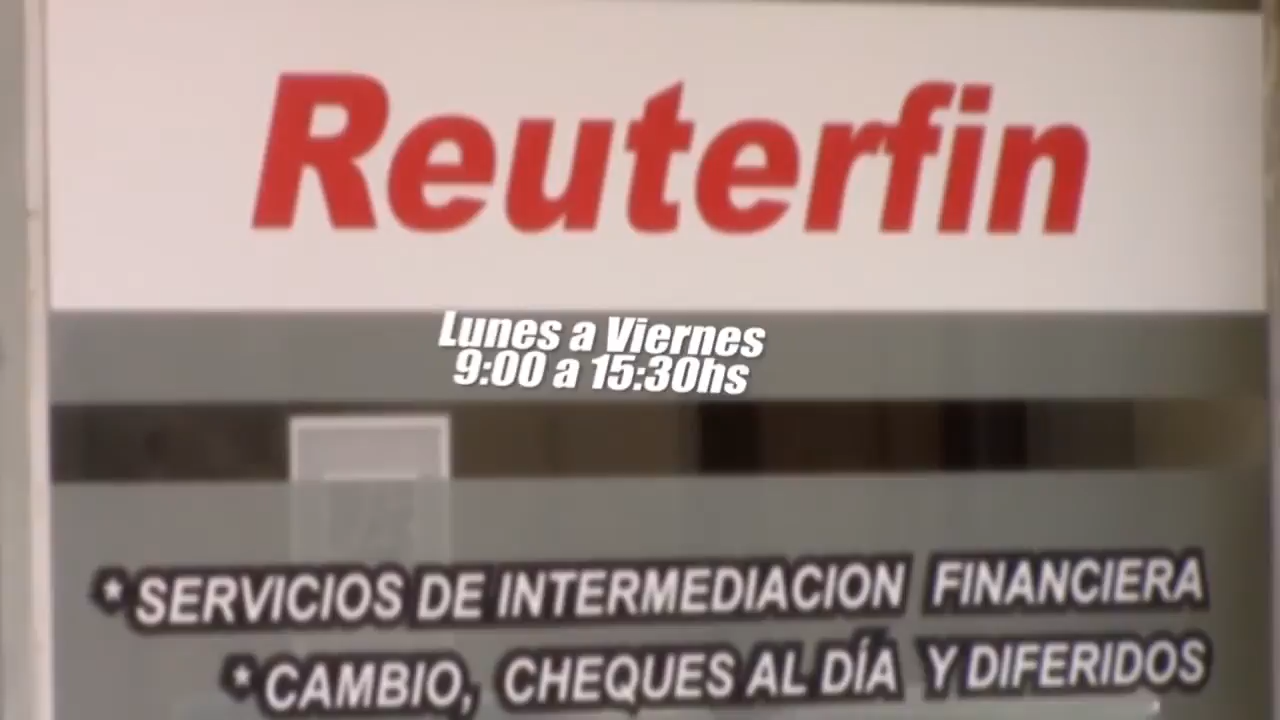 Reuterfin
Lunes a Viernes
9:00 a 15:30hs
* SERVICIOS DE INTERMEDIACION FINANCIERA
* CAMBIO, CHEQUES AL DÍA Y DIFERIDOS